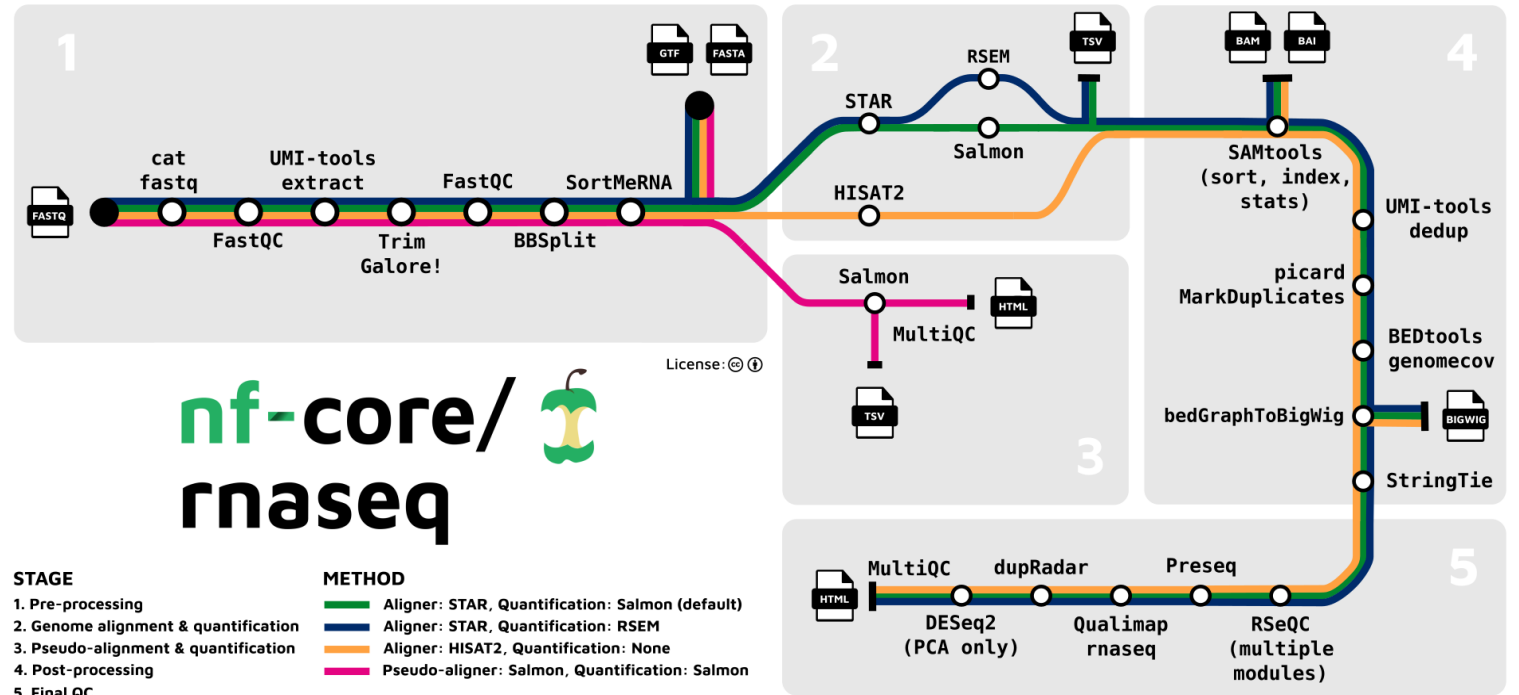 1
GTF
FASTA
FASTQ
cat
fastq
FastQC
UMI-tools
extract
Trim
Galore!
FastQC
BBSplit
SortMeRNA
2
STAR
RSEM
Salmon
HISAT2
TSV
3
Salmon
MultiQC
HTML
TSV
4
BAM
BAI
SAMtools
(sort, index,
stats)
UMI-tools
dedup
picard
MarkDuplicates
BEDtools
genomecov
bedGraphToBigWig
BIGWIG
StringTie
5
RSeQC
(multiple
modules)
Preseq
Qualimap
rnaseq
dupRadar
DESeq2
(PCA only)
MultiQC
HTML
License:
nf-core/
rnaseq
STAGE
1. Pre-processing
2. Genome alignment & quantification
3. Pseudo-alignment & quantification
4. Post-processing
5. Final QC
METHOD
Aligner: STAR, Quantification: Salmon (default)
Aligner: STAR, Quantification: RSEM
Aligner: HISAT2, Quantification: None
Pseudo-aligner: Salmon, Quantification: Salmon